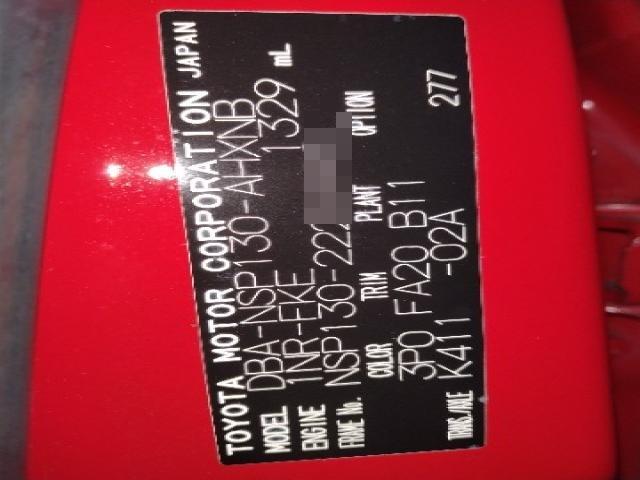 TOYOTA MOTOR CORPORATION JAPAN
MODEL DBA-NSP130-AHXNB
ENGINE 1NR-FKE 1329 mL
FRAME No. NSP130-222
COLOR TRIM PLANT OPTION
3P0 FA20 B11
TRANS./AXLE K411 -02A 277